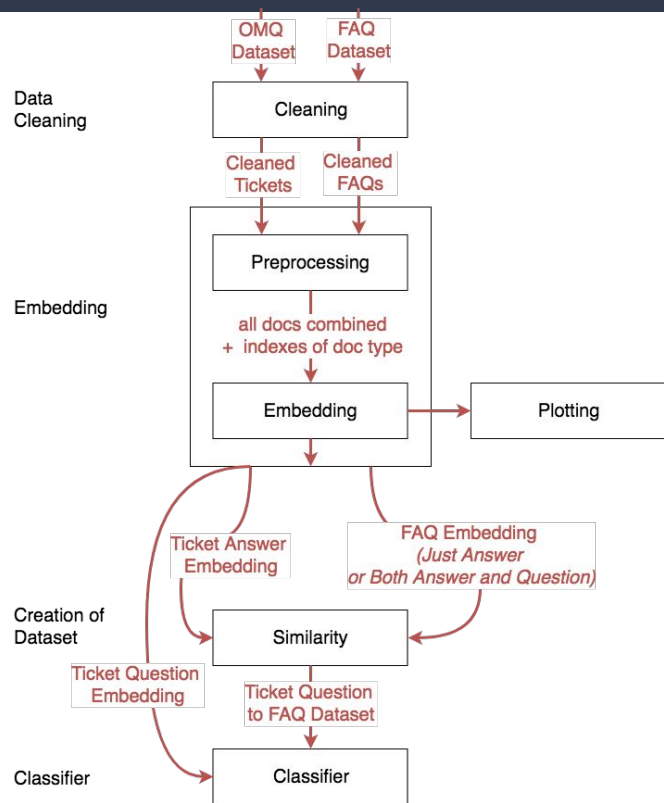 OMQ
Dataset
FAQ
Dataset
Data
Cleaning
Cleaning
Cleaned
Tickets
Cleaned
FAQs
Preprocessing
Embedding
all docs combined
+ indexes of doc type
Embedding
Plotting
Ticket Answer
Embedding
FAQ Embedding
(Just Answer
or Both Answer and Question)
Creation of
Dataset
Similarity
Ticket Question
Embedding
Ticket Question
to FAQ Dataset
Classifier
Classifier